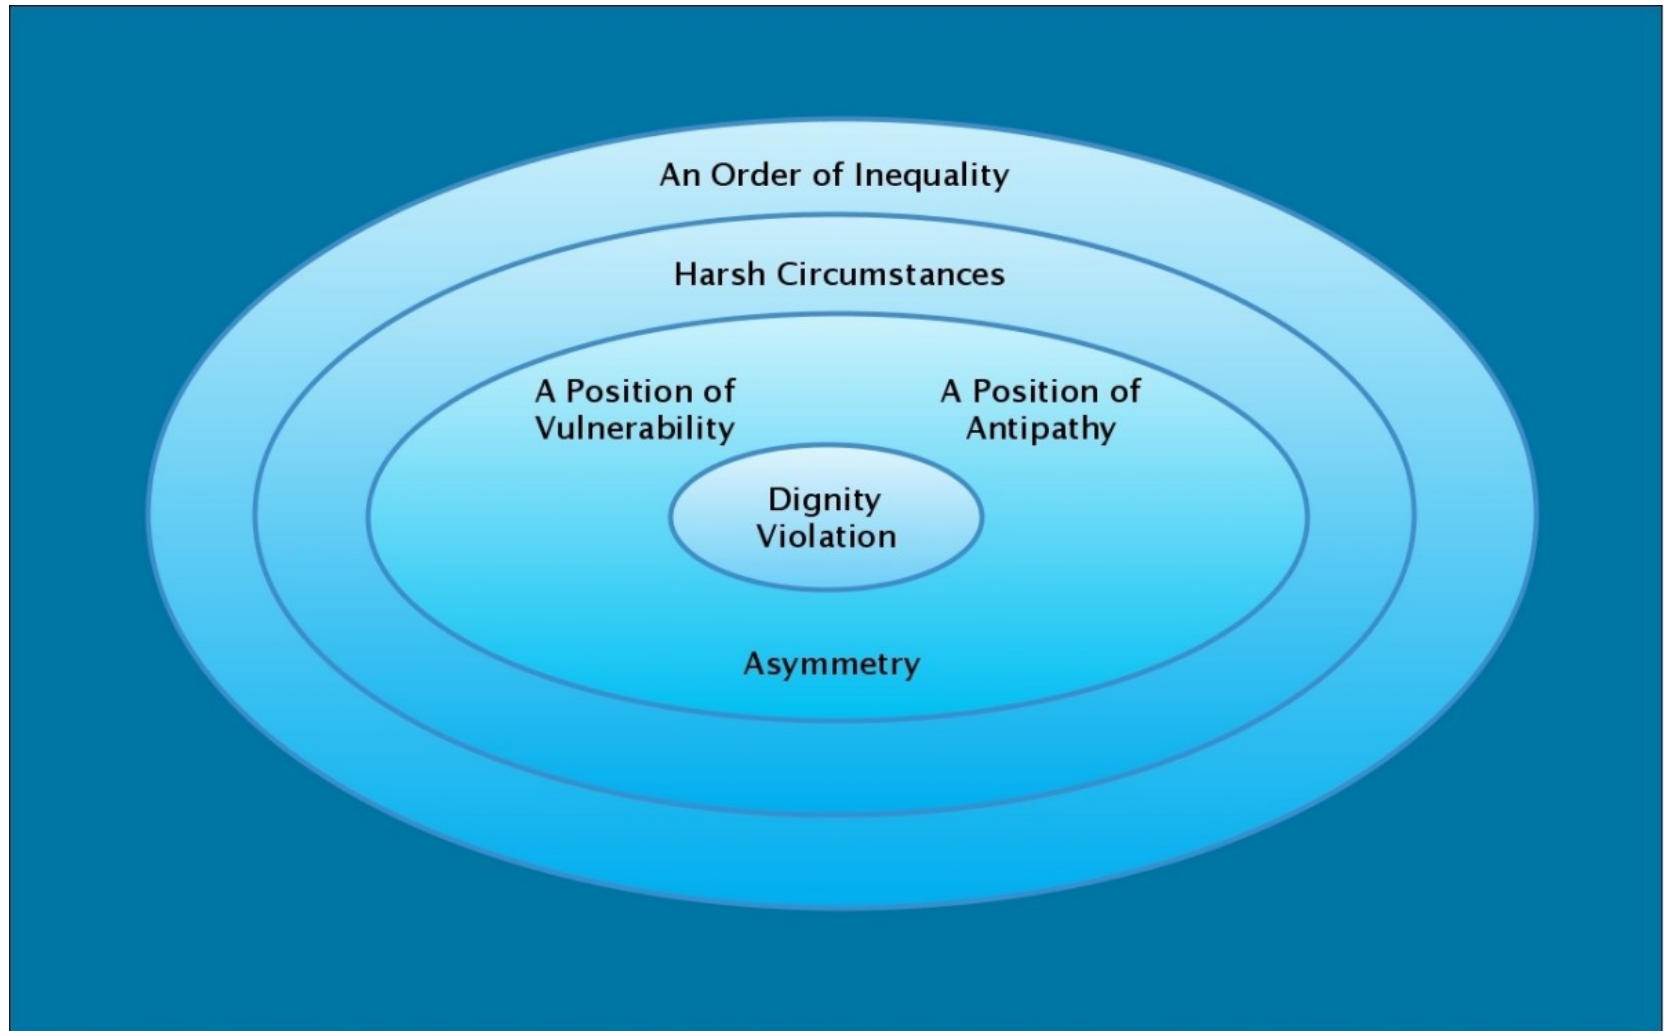 An Order of Inequality
Harsh Circumstances
A Position of
Vulnerability
A Position of
Antipathy
Dignity
Violation
Asymmetry